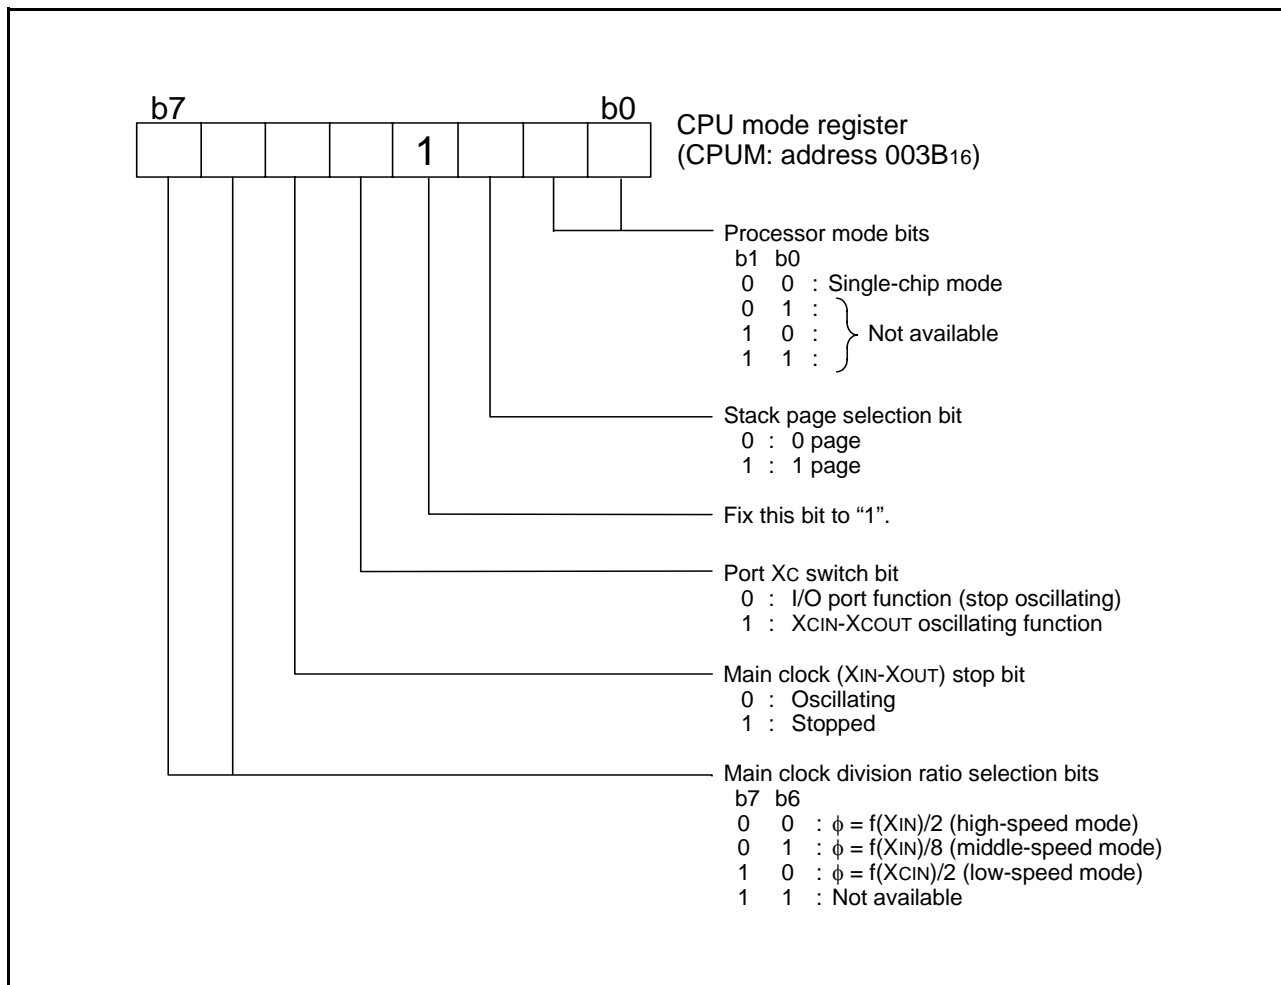 b7 b0
CPU mode register
1
(CPUM: address 003B16)
Processor mode bits
b1 b0
0 0 : Single-chip mode
0 1 :
1 0 : Not available
1 1 :
Stack page selection bit
0 : 0 page
1 : 1 page
Fix this bit to “1”.
Port XC switch bit
0 : I/O port function (stop oscillating)
1 : XCIN-XCOUT oscillating function
Main clock (XIN-XOUT) stop bit
0 : Oscillating
1 : Stopped
Main clock division ratio selection bits
b7 b6
0 0 : φ = f(XIN)/2 (high-speed mode)
0 1 : φ = f(XIN)/8 (middle-speed mode)
1 0 : φ = f(XCIN)/2 (low-speed mode)
1 1 : Not available